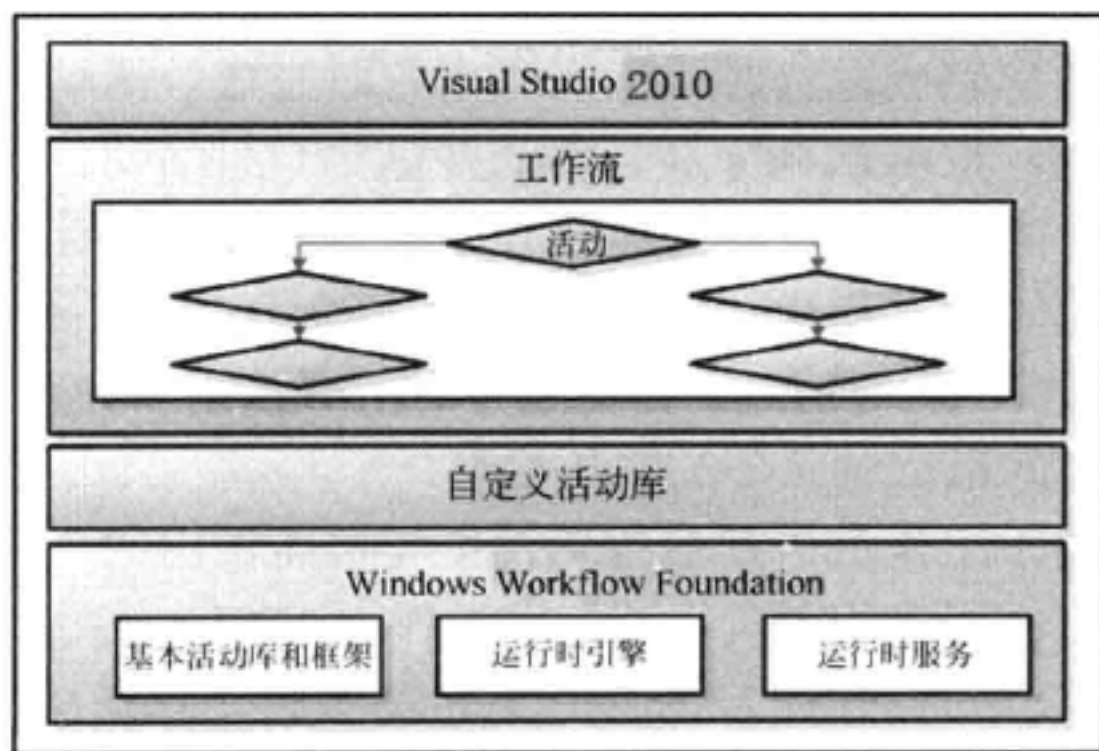 Visual Studio 2010
工作流
活动
自定义活动库
Windows Workflow Foundation
基本活动库和框架
运行时引擎
运行时服务